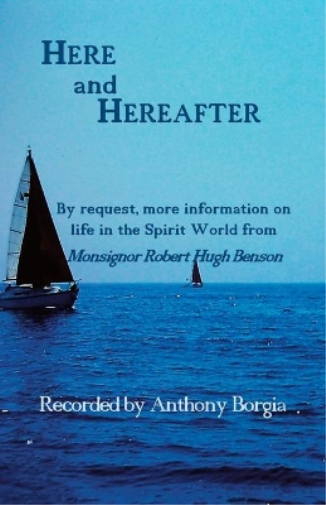 HERE
and
HEREAFTER
By request, more information on
life in the Spirit World from
Monsignor Robert Hugh Benson
Recorded by Anthony Borgia